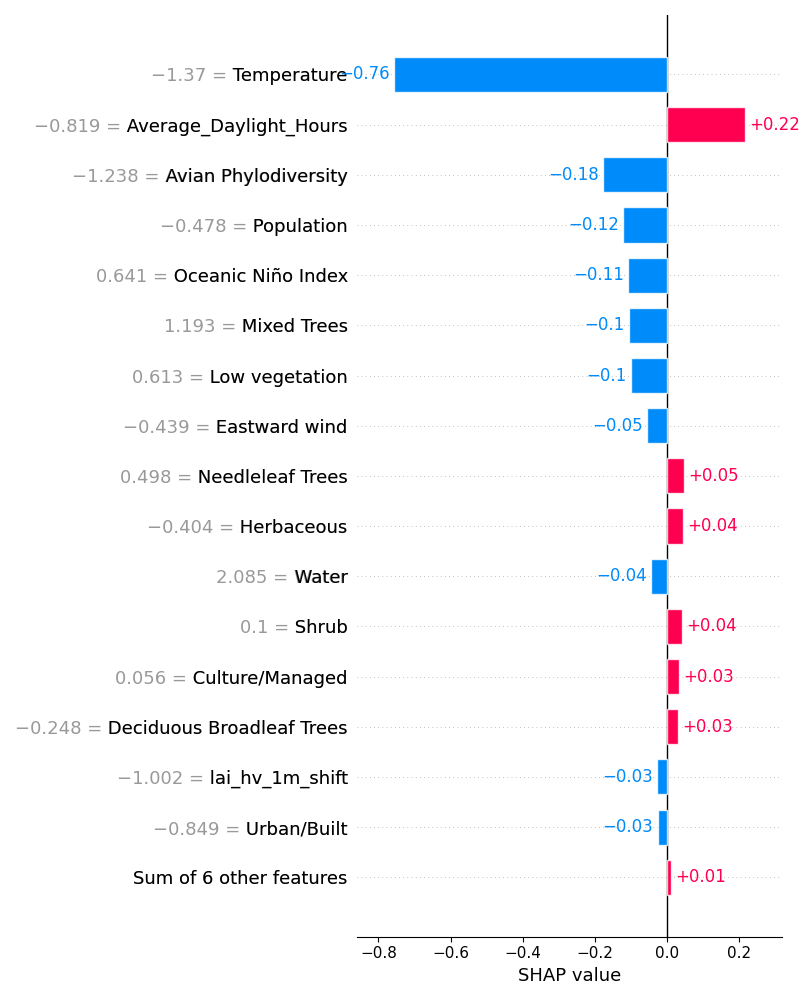 −1.37 = Temperature −0.76
−0.819 = Average_Daylight_Hours +0.22
−1.238 = Avian Phylodiversity −0.18
−0.478 = Population −0.12
0.641 = Oceanic Niño Index −0.11
1.193 = Mixed Trees −0.1
0.613 = Low vegetation −0.1
−0.439 = Eastward wind −0.05
0.498 = Needleleaf Trees +0.05
−0.404 = Herbaceous +0.04
2.085 = Water −0.04
0.1 = Shrub +0.04
0.056 = Culture/Managed +0.03
−0.248 = Deciduous Broadleaf Trees +0.03
−1.002 = lai_hv_1m_shift −0.03
−0.849 = Urban/Built −0.03
Sum of 6 other features +0.01
−0.8 −0.6 −0.4 −0.2 0.0 0.2
SHAP value